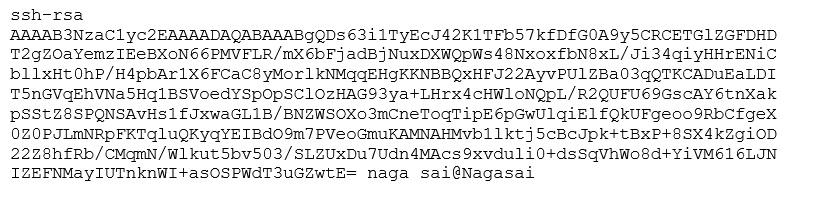 ssh-rsa
AAAAB3NzaC1yc2EAAAADAQABAAABgQDs63i1TyEcJ42K1TFb57kfDfG0A9y5CRCETGlZGFDHD
T2gZOaYemzIEeBXoN66PMVFLR/mX6bFjadBjNuxDXWQpWs48NxoxfbN8xL/Ji34qiyHHrENiC
bllxHt0hP/H4pbAr1X6FCaC8yMorlkNMqqEHgKKNBBQxHFJ22AyvPUlZBa03qQTKCADuEaLDI
T5nGVqEhVNa5Hq1BSVoedYSpOpSClOzHAG93ya+LHrx4cHWloNQpL/R2QUFU69GscAY6tnXak
pSStZ8SPQNSAvHs1fJxwaGL1B/BNZWSOXo3mCneToqTipE6pGwUlqiElfQkUFgeoo9RbCfgeX
0Z0PJLmNRpFKTqluQKyqYEIBdO9m7PVeoGmuKAMNAHMvb1lktj5cBcJpk+tBxP+8SX4kZgiOD
22Z8hfRb/CMqmN/Wlkut5bv503/SLZUxDu7Udn4MAcs9xvduli0+dsSqVhWo8d+YiVM616LJN
IZEFNMayIUTnknWI+asOSPWdT3uGZwtE= naga sai@Nagasai